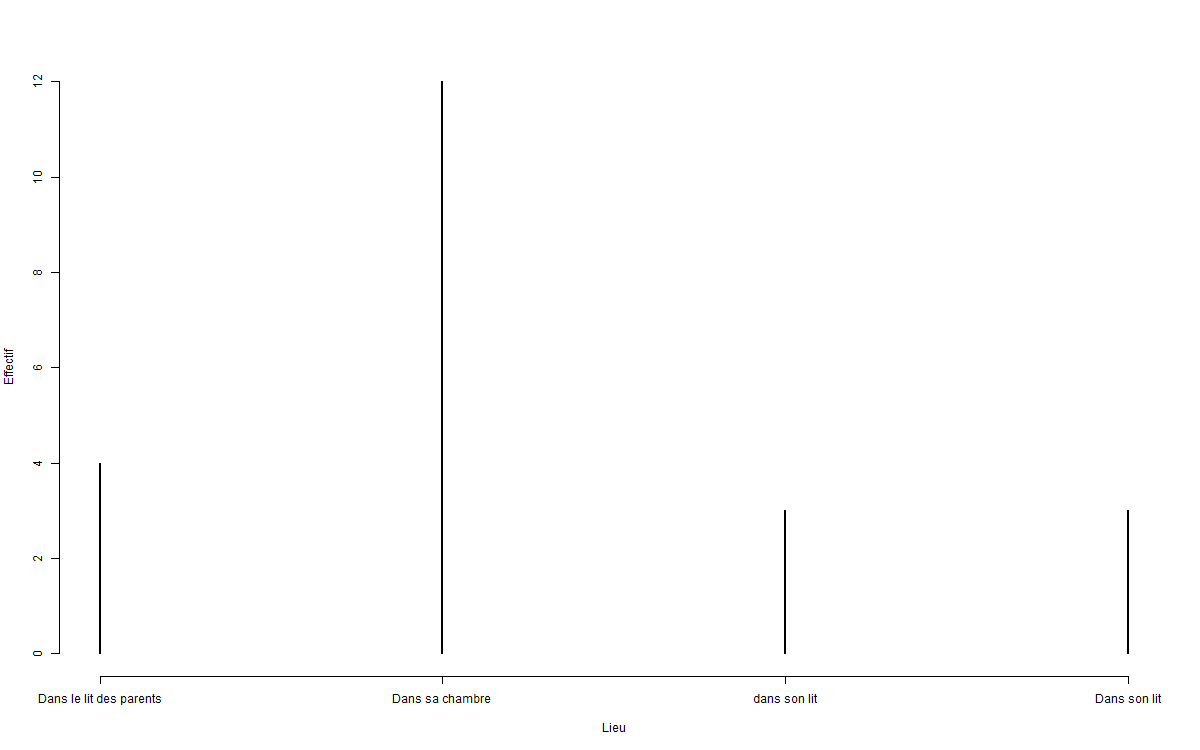 12
10
8
6
4
2
0
Effectif
Dans le lit des parents
Dans sa chambre
dans son lit
Dans son lit
Lieu